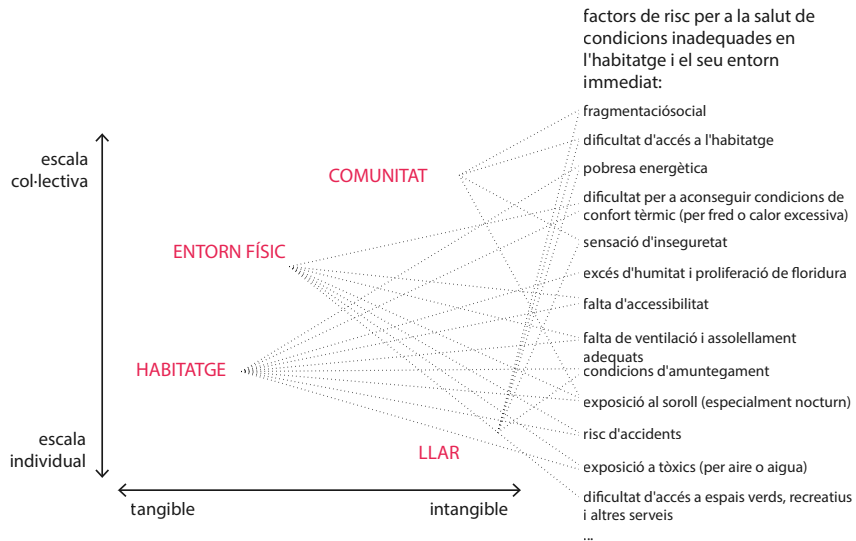 factors de risc per a la salut de
condicions inadequades en
l'habitatge i el seu entorn
immediat:
fragmentaciósocial
dificultat d'accés a l'habitatge
pobresa energètica
dificultat per a aconseguir condicions de
confort tèrmic (per fred o calor excessiva)
sensació d'inseguretat
excés d'humitat i proliferació de floridura
falta d'accessibilitat
falta de ventilació i assolellament
adequats
condicions d'amuntegament
exposició al soroll (especialment nocturn)
risc d'accidents
exposició a tòxics (per aire o aigua)
dificultat d'accés a espais verds, recreatius
i altres serveis
...
escala
col·lectiva
COMUNITAT
ENTORN FÍSIC
HABITATGE
LLAR
escala
individual
tangible
intangible